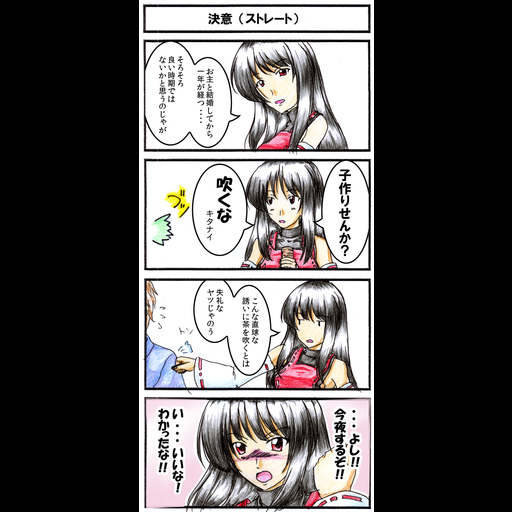 決意（ストレート）
お主と結婚してから
一年が経つ・・・・
そろそろ
良い時期では
ないかと思うのじゃが
子作りせんか？
吹くな
キタナイ
ブッ
こんな直球な
誘いに茶を吹くとは
失礼な
ヤツじゃのう
トン
・・・よし!!
今夜するぞ!!
い・・・いいな!
わかったな!!